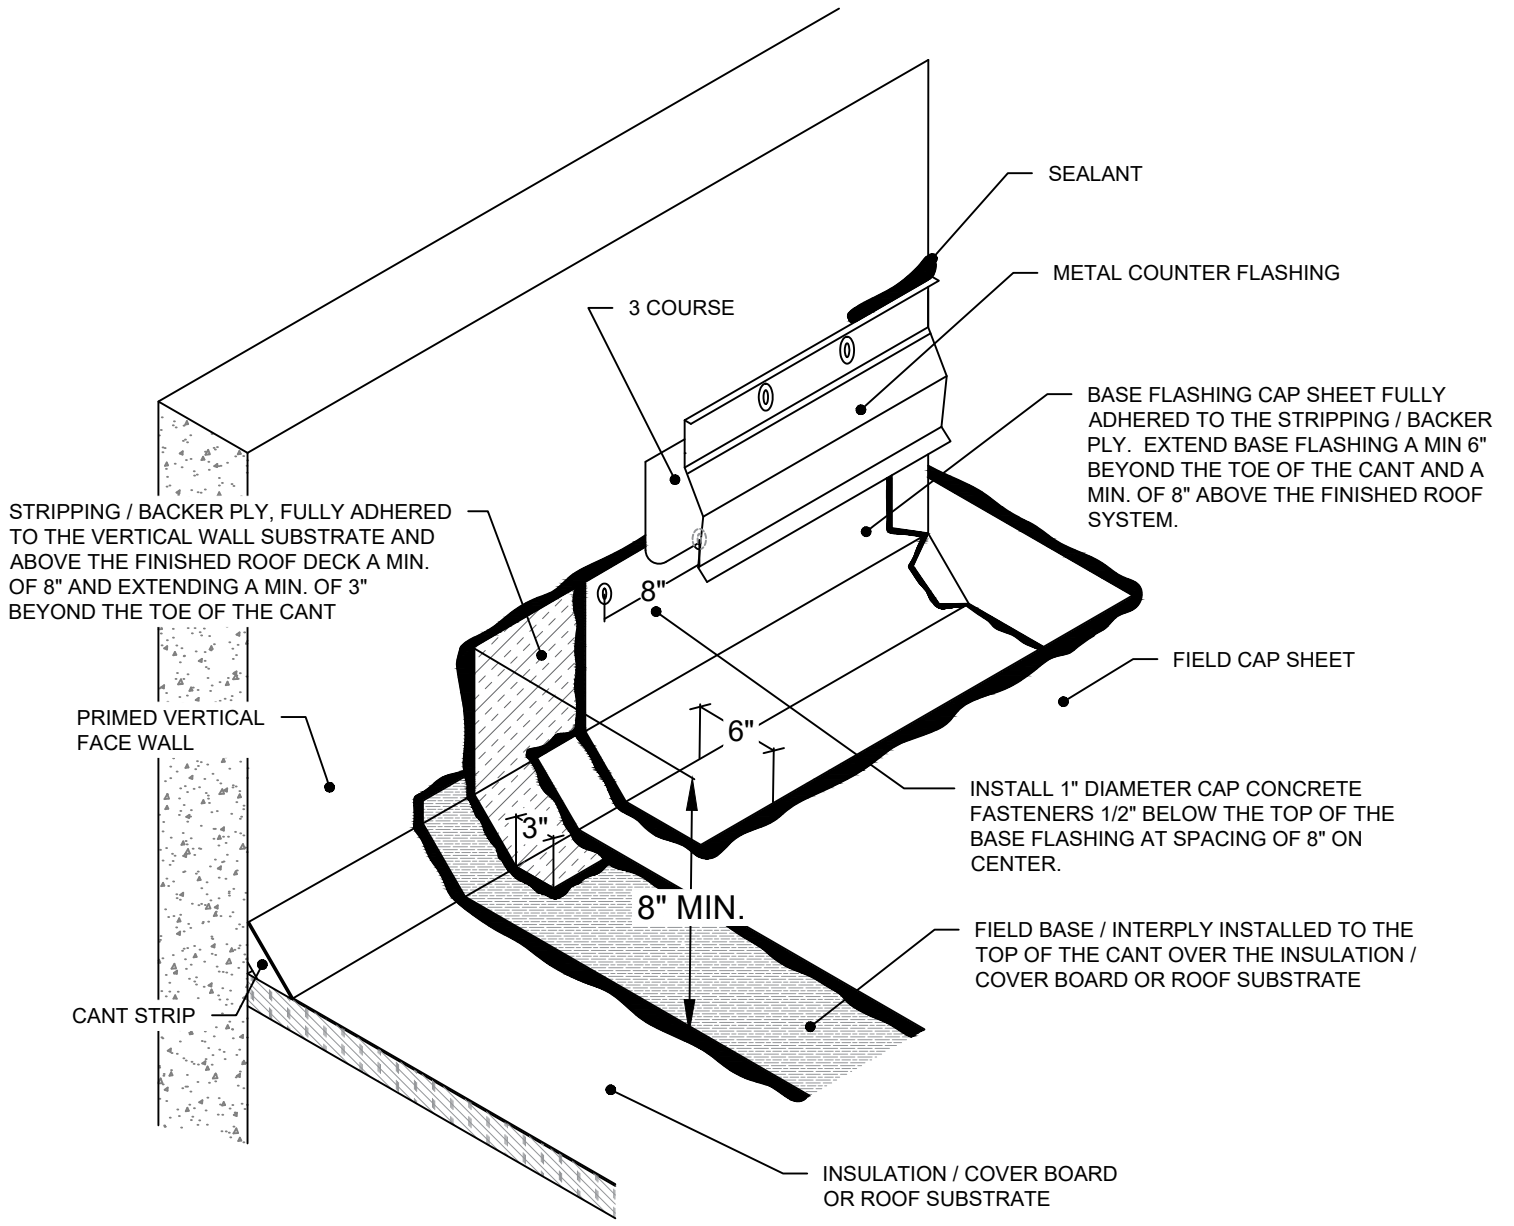 SEALANT
METAL COUNTER FLASHING
3 COURSE
BASE FLASHING CAP SHEET FULLY
ADHERED TO THE STRIPPING / BACKER
PLY. EXTEND BASE FLASHING A MIN 6"
BEYOND THE TOE OF THE CANT AND A
MIN. OF 8" ABOVE THE FINISHED ROOF
SYSTEM.
STRIPPING / BACKER PLY, FULLY ADHERED
TO THE VERTICAL WALL SUBSTRATE AND
ABOVE THE FINISHED ROOF DECK A MIN.
OF 8" AND EXTENDING A MIN. OF 3"
BEYOND THE TOE OF THE CANT
8"
FIELD CAP SHEET
PRIMED VERTICAL
FACE WALL
6"
INSTALL 1" DIAMETER CAP CONCRETE
FASTENERS 1/2" BELOW THE TOP OF THE
BASE FLASHING AT SPACING OF 8" ON
CENTER.
3"
8" MIN.
FIELD BASE / INTERPLY INSTALLED TO THE
TOP OF THE CANT OVER THE INSULATION /
COVER BOARD OR ROOF SUBSTRATE
CANT STRIP
INSULATION / COVER BOARD
OR ROOF SUBSTRATE